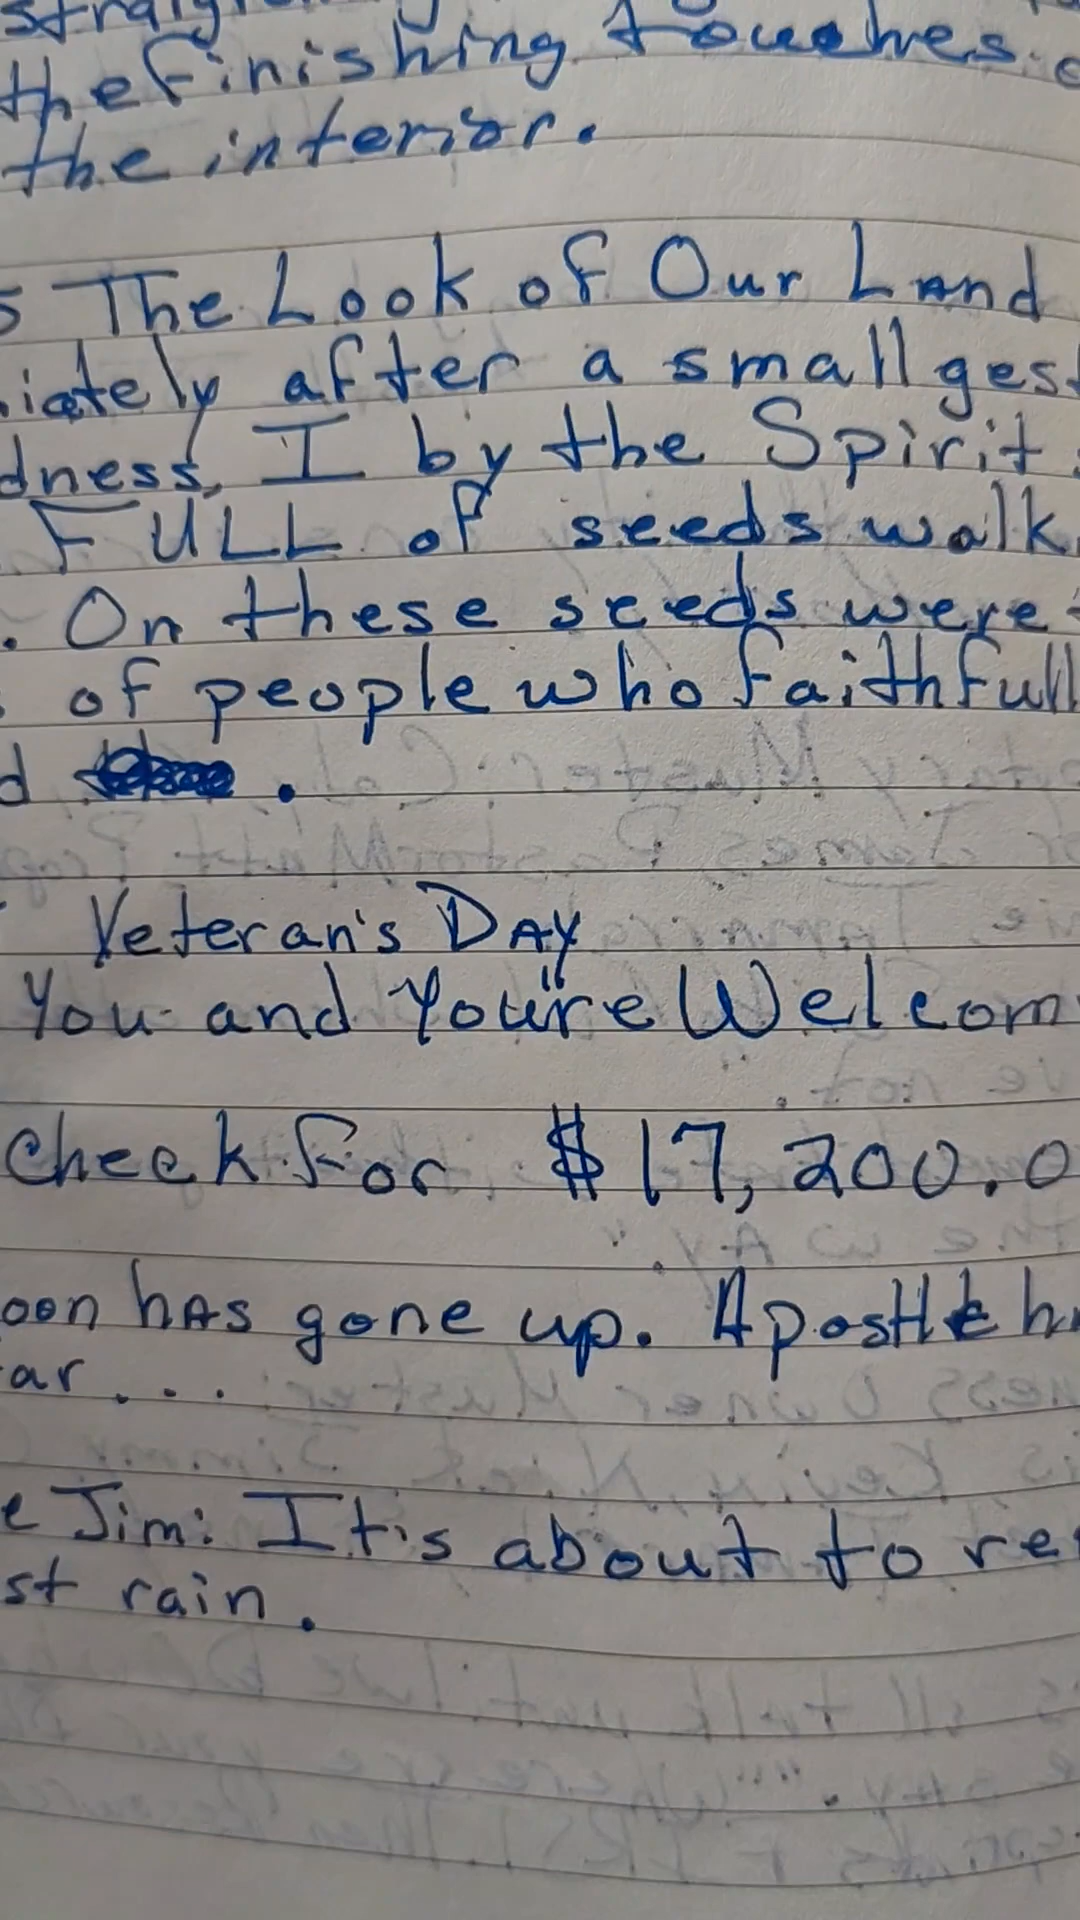 the finishing touches
the interior.
5 The Look of Our Land
iately after a small gest
dness, I by the Spirit
FULL of seeds walk
. On these seeds were
of people who faithfull
d .
Veteran's DAY
You and You're Welcom
Check For $17,200.0
oon hAs gone up. Apostle h
ar....
e Jim: It's about to re
st rain.